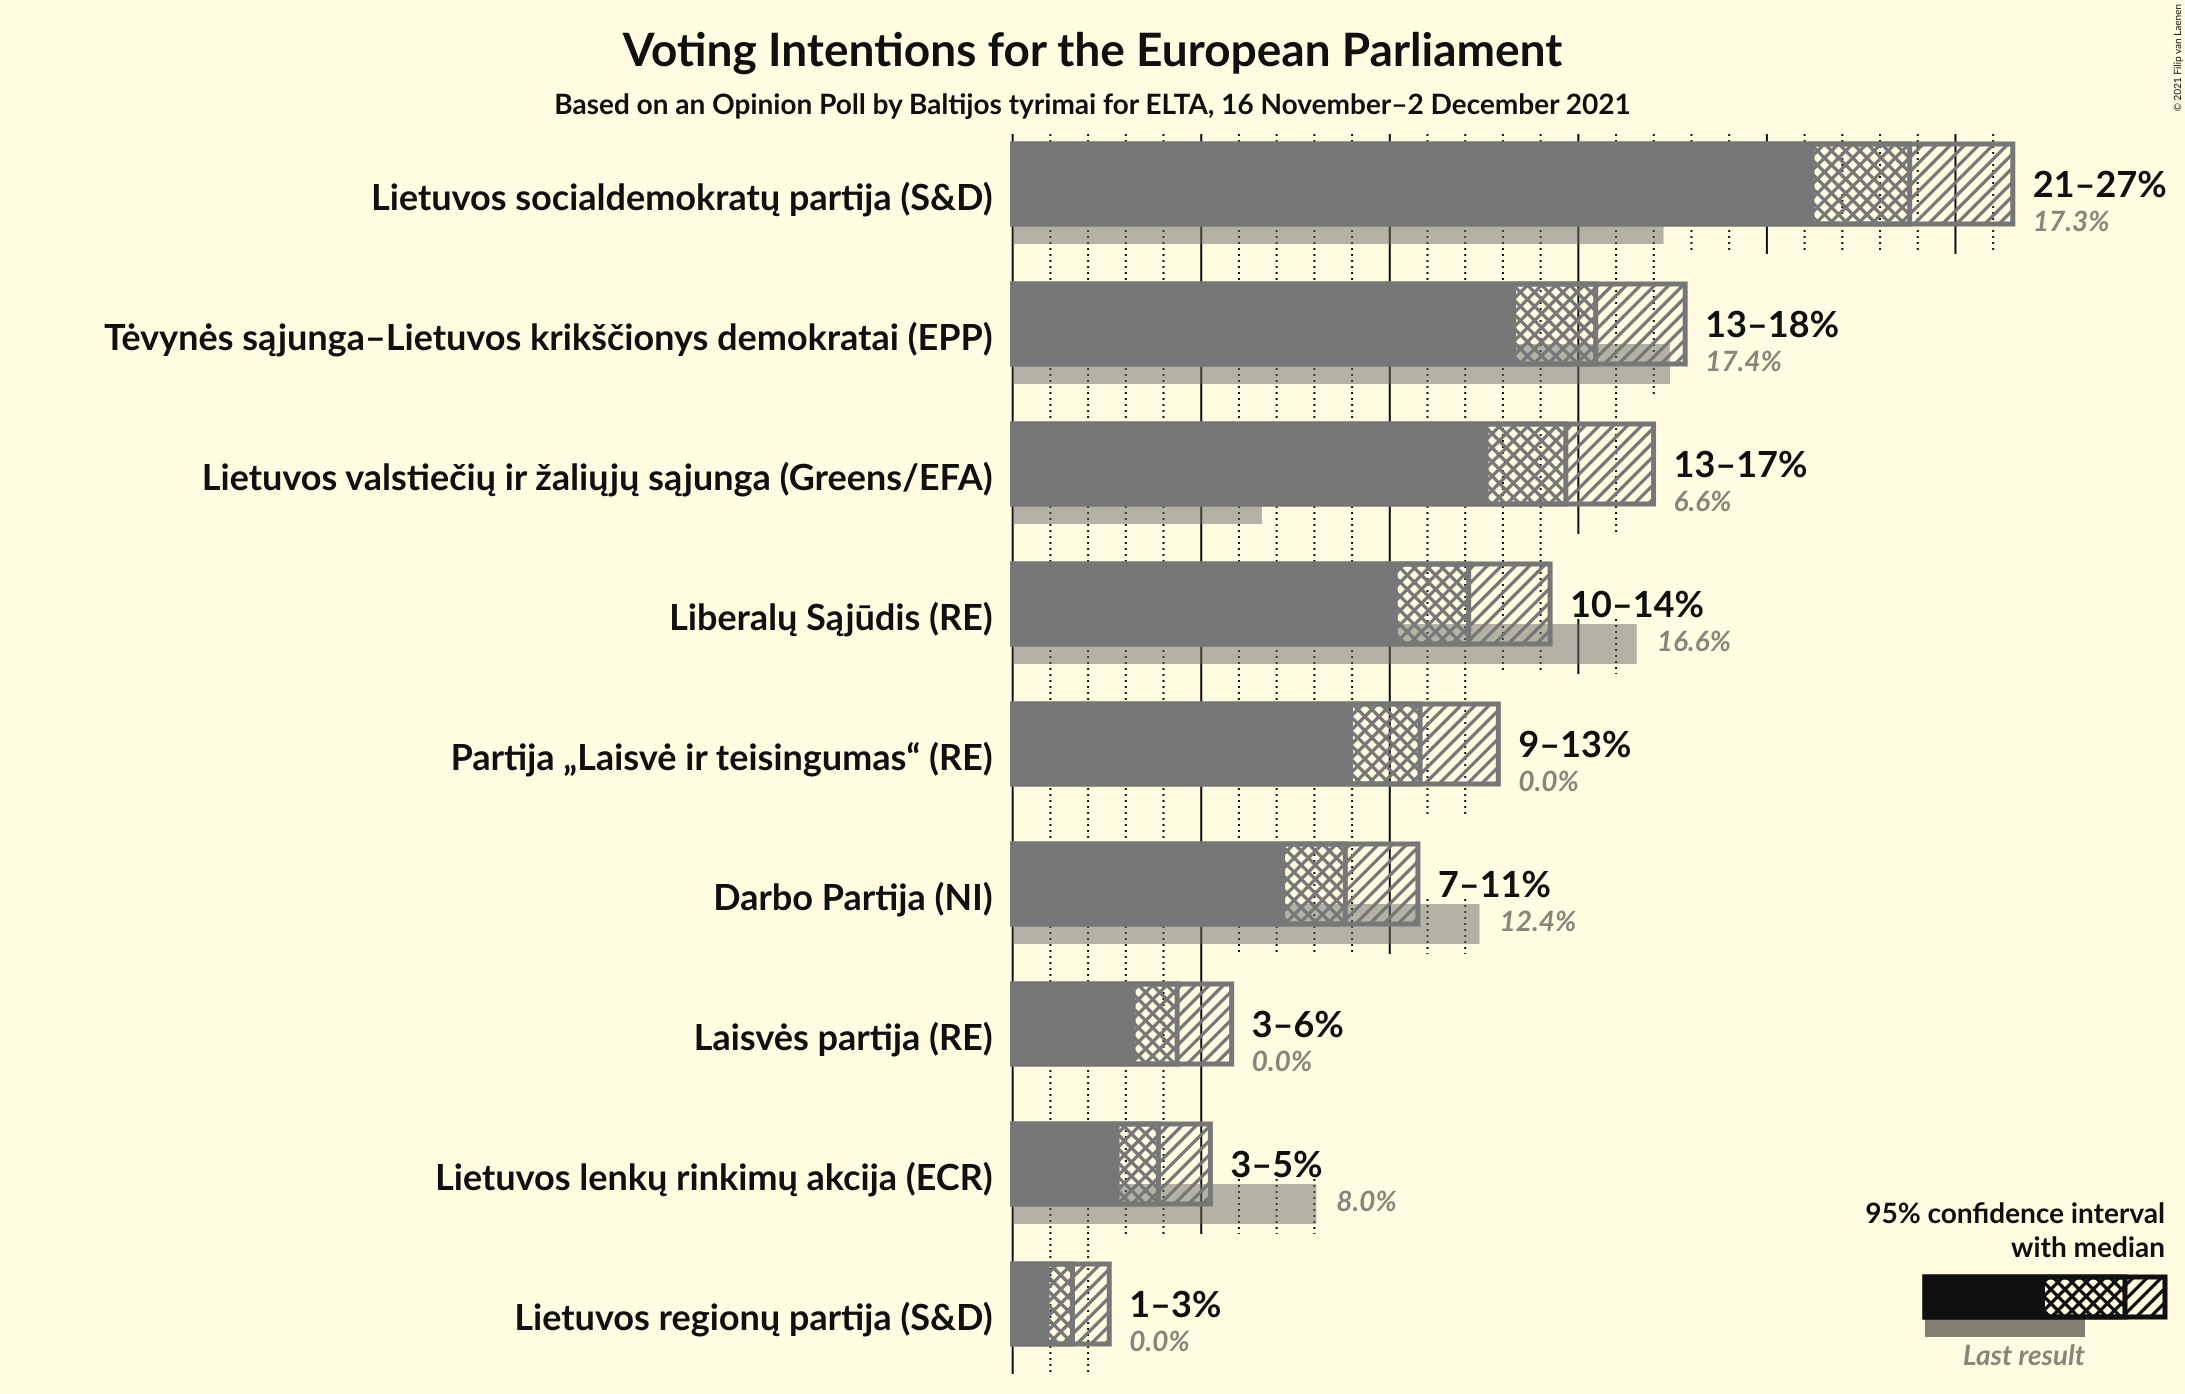 Voting Intentions for the European Parliament
Based on an Opinion Poll by Baltijos tyrimai for ELTA, 16 November–2 December 2021
© 2021 Filip van Laenen
Lietuvos socialdemokratų partija (S&D)
21–27%
17.3%
Tėvynės sąjunga–Lietuvos krikščionys demokratai (EPP)
13–18%
17.4%
Lietuvos valstiečių ir žaliųjų sąjunga (Greens/EFA)
13–17%
6.6%
Liberalų Sąjūdis (RE)
10–14%
16.6%
Partija „Laisvė ir teisingumas“ (RE)
9–13%
0.0%
Darbo Partija (NI)
7–11%
12.4%
Laisvės partija (RE)
3–6%
0.0%
Lietuvos lenkų rinkimų akcija (ECR)
3–5%
8.0%
Lietuvos regionų partija (S&D)
1–3%
0.0%
95% confidence interval
with median
Last result